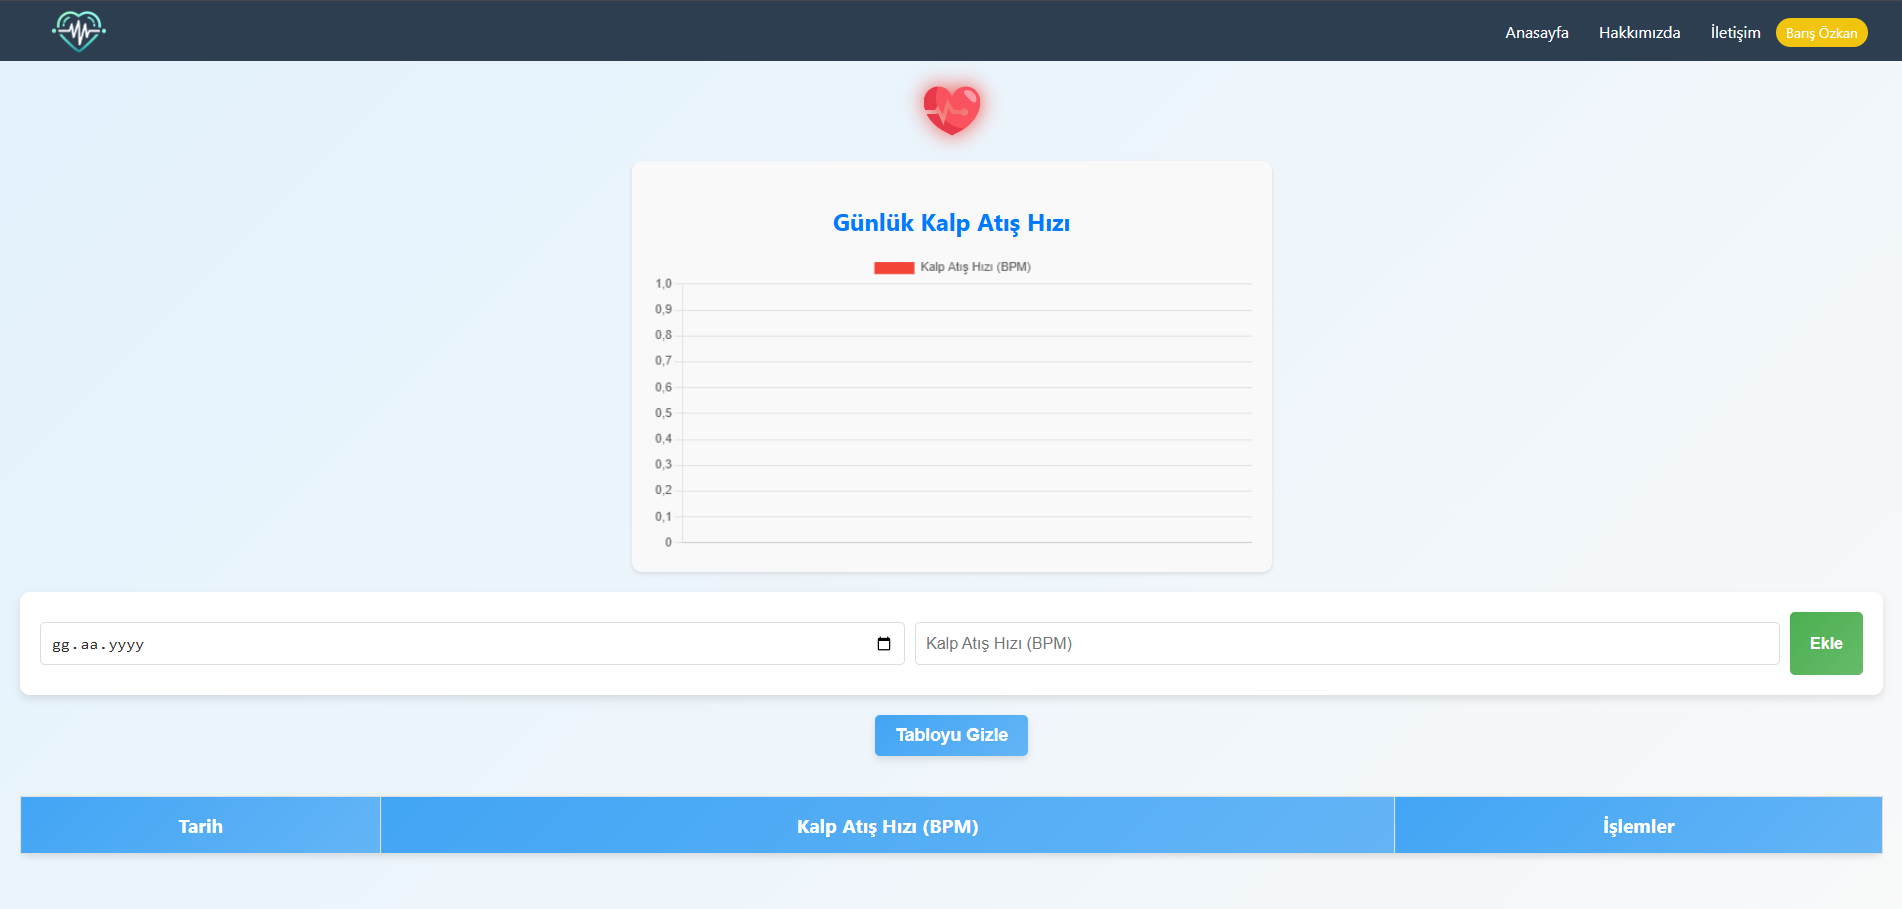 Anasayfa Hakkımızda İletişim Barış Özkan
Günlük Kalp Atış Hızı
Kalp Atış Hızı (BPM)
1,0
0,9
0,8
0,7
0,6
0,5
0,4
0,3
0,2
0,1
0
gg.aa.yyyy Kalp Atış Hızı (BPM) Ekle
Tabloyu Gizle
Tarih Kalp Atış Hızı (BPM) İşlemler